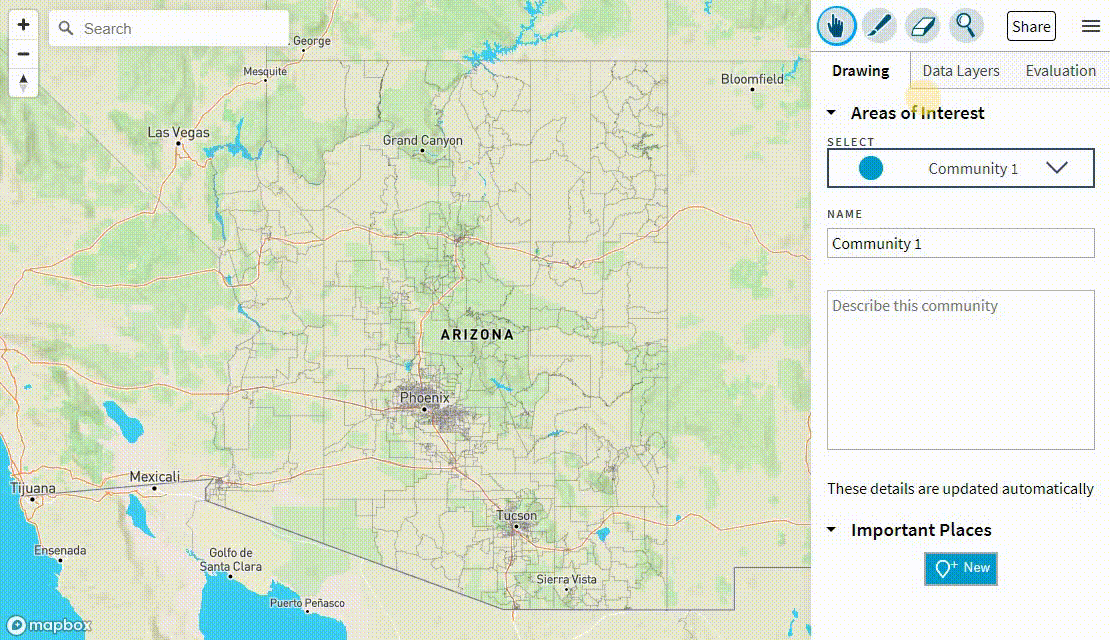 +
Search
−
St. George
Mesquite
Bloomfield
Las Vegas
Grand Canyon
ARIZONA
Phoenix
Mexicali
Tijuana
Tucson
Ensenada
Golfo de
Santa Clara
Sierra Vista
Puerto Peñasco
mapbox
Share
Drawing
Data Layers
Evaluation
Areas of Interest
SELECT
Community 1
NAME
Community 1
Describe this community
These details are updated automatically
Important Places
New